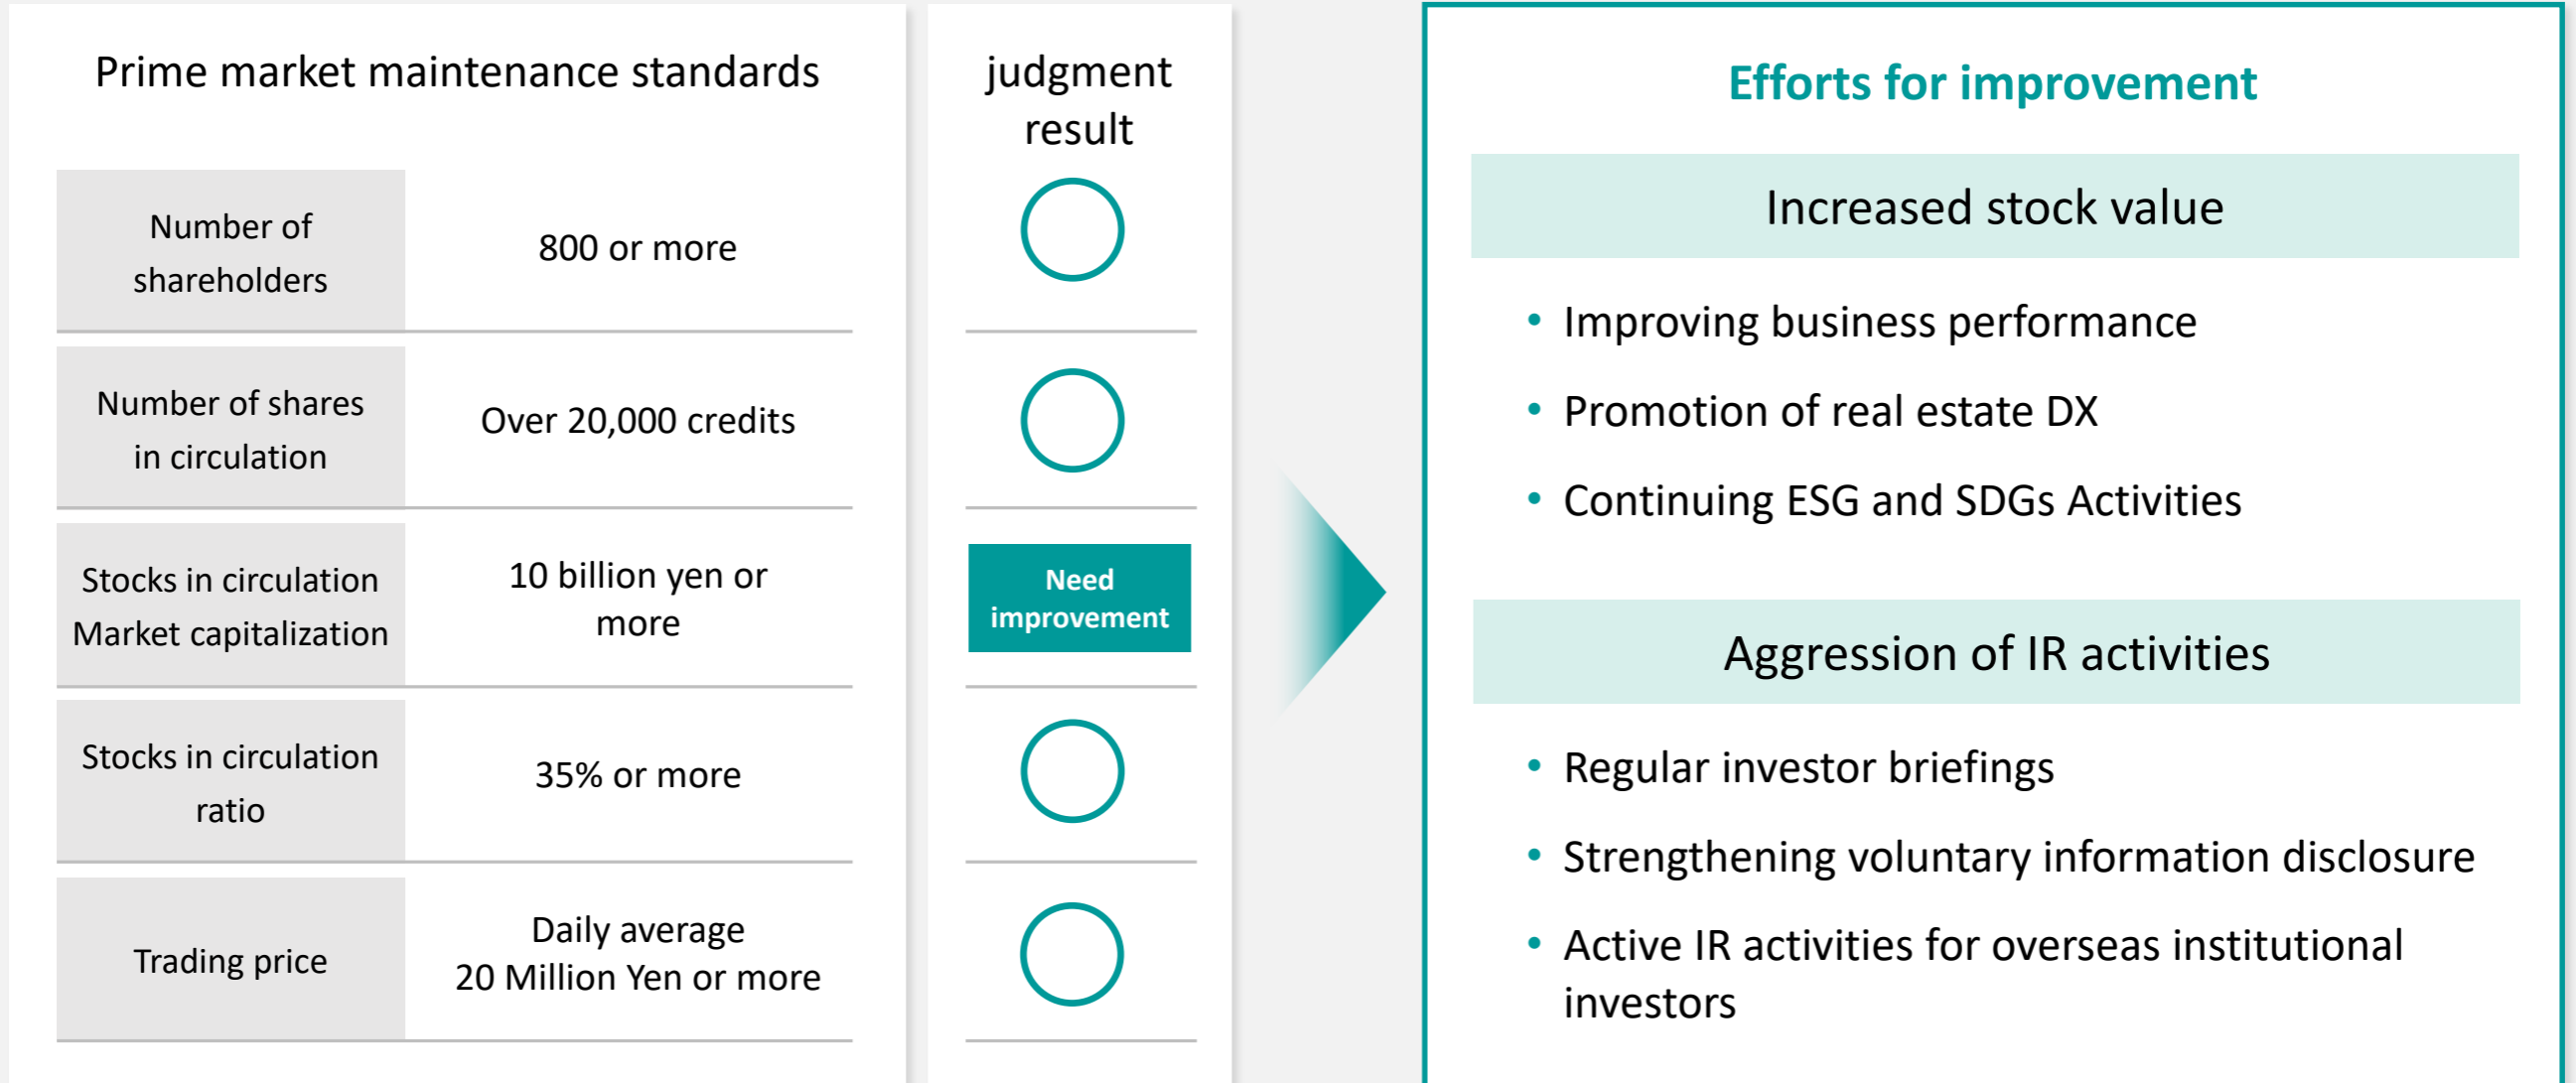 Prime market maintenance standards
judgment
result
Number of
shareholders
800 or more
Number of shares
in circulation
Over 20,000 credits
Stocks in circulation
Market capitalization
10 billion yen or
more
Need
improvement
Stocks in circulation
ratio
35% or more
Trading price
Daily average
20 Million Yen or more
Efforts for improvement
Increased stock value
• Improving business performance
• Promotion of real estate DX
• Continuing ESG and SDGs Activities
Aggression of IR activities
• Regular investor briefings
• Strengthening voluntary information disclosure
• Active IR activities for overseas institutional
investors